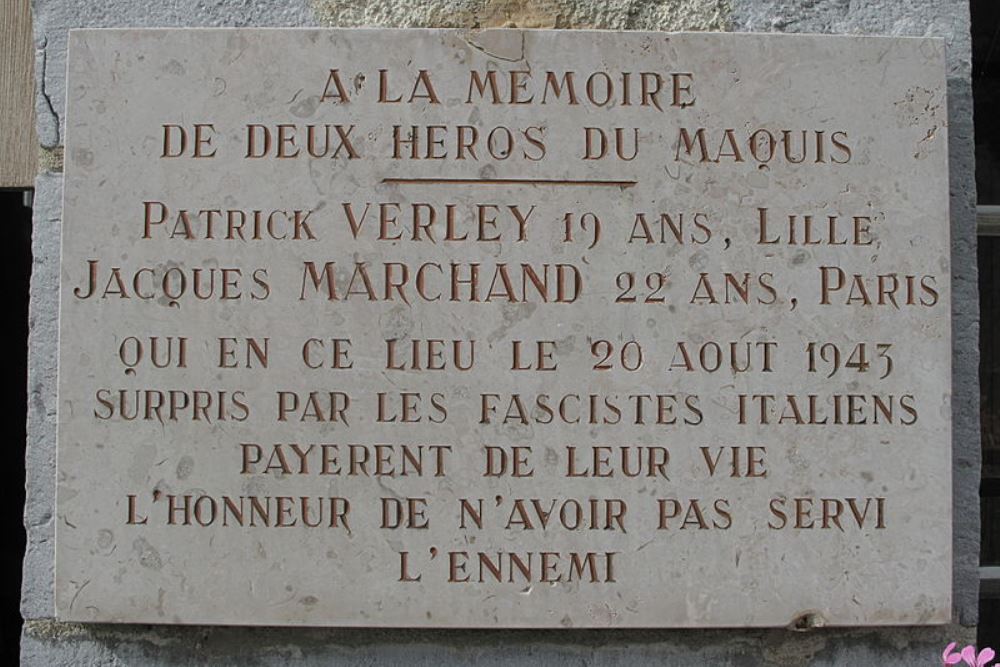 A LA MEMOIRE
DE DEUX HEROS DU MAQUIS
PATRICK VERLEY 19 ANS, LILLE,
JACQUES MARCHAND 22 ANS, PARIS
QUI EN CE LIEU LE 20 AOUT 1943
SURPRIS PAR LES FASCISTES ITALIENS
PAYERENT DE LEUR VIE
L'HONNEUR DE N'AVOIR PAS SERVI
L'ENNEMI